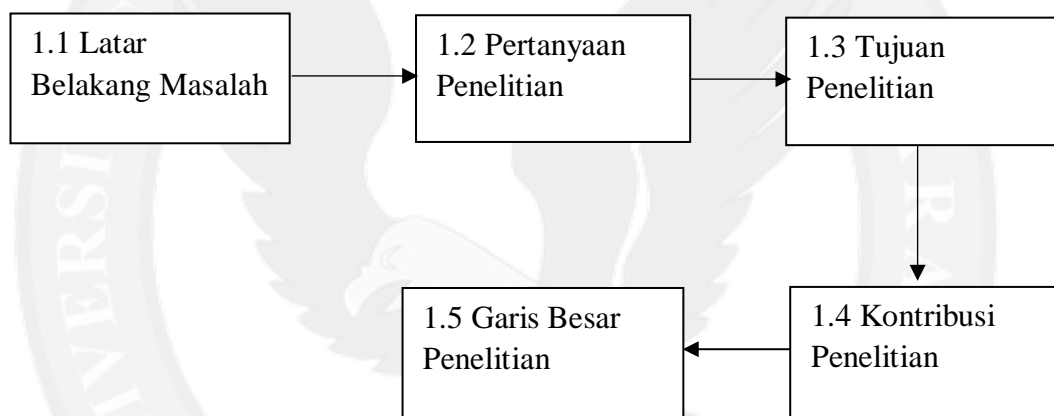 1.1 Latar
Belakang Masalah
1.2 Pertanyaan
Penelitian
1.3 Tujuan
Penelitian
1.4 Kontribusi
Penelitian
1.5 Garis Besar
Penelitian